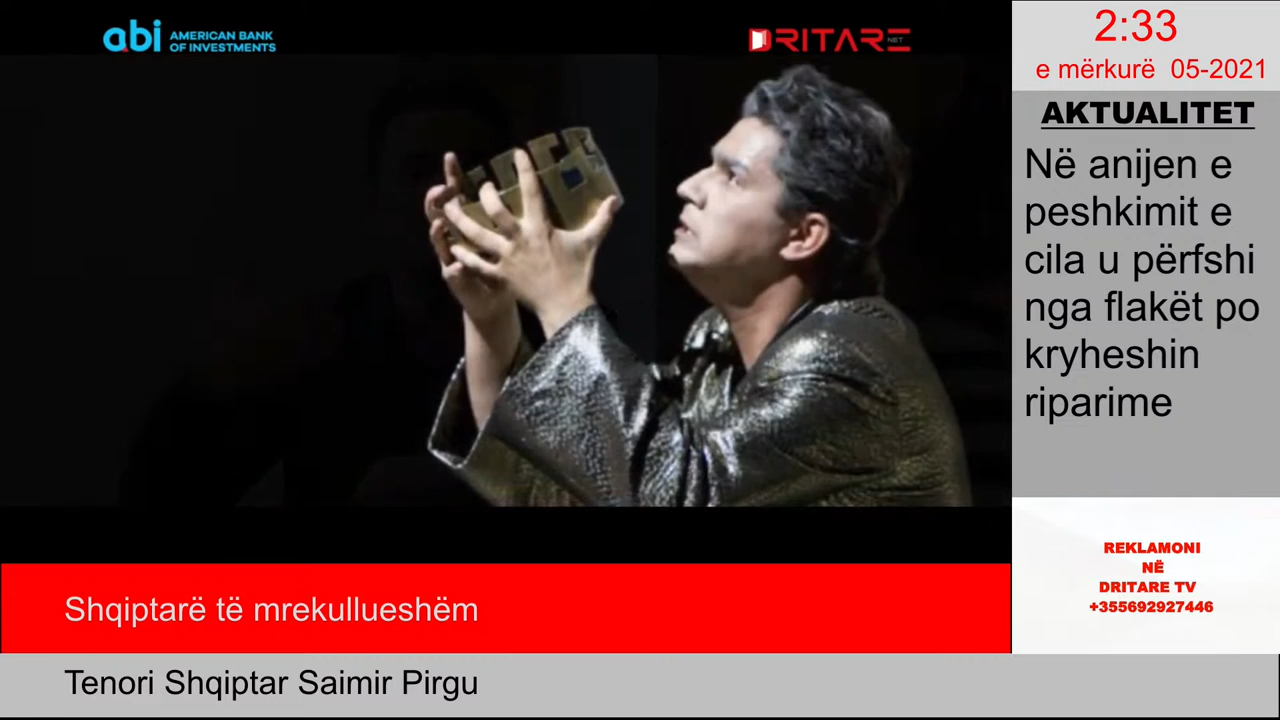 abi AMERICAN BANK
OF INVESTMENTS
DRITARE NET
2:33
e mërkurë 05-2021
AKTUALITET
Në anijen e
peshkimit e
cila u përfshi
nga flakët po
kryheshin
riparime
REKLAMONI
NË
DRITARE TV
+355692927446
Shqiptarë të mrekullueshëm
Tenori Shqiptar Saimir Pirgu